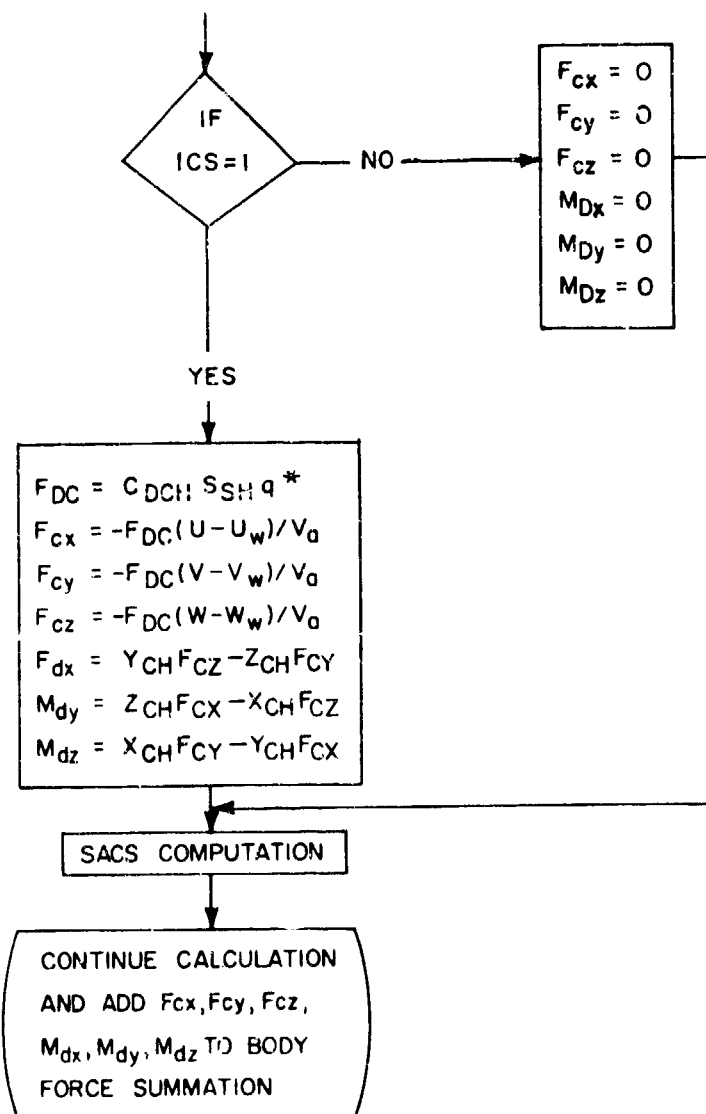 IF
ICS=1
NO
F_cx = 0
F_cy = 0
F_cz = 0
M_Dx = 0
M_Dy = 0
M_Dz = 0
YES
F_DC = C_DCH S_SH q*
F_cx = -F_DC(U-U_w)/V_a
F_cy = -F_DC(V-V_w)/V_a
F_cz = -F_DC(W-W_w)/V_a
F_dx = Y_CH F_CZ - Z_CH F_CY
M_dy = Z_CH F_CX - X_CH F_CZ
M_dz = X_CH F_CY - Y_CH F_CX
SACS COMPUTATION
CONTINUE CALCULATION
AND ADD Fcx, Fcy, Fcz,
M_dx, M_dy, M_dz TO BODY
FORCE SUMMATION